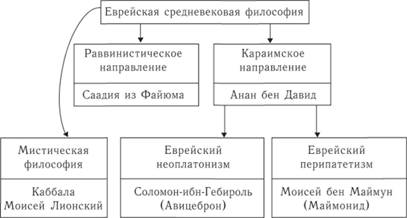 Еврейская средневековая философия
Раввинистическое
направление
Саадия из Файюма
Караимское
направление
Анан бен Давид
Мистическая
философия
Каббала
Моисей Лионский
Еврейский
неоплатонизм
Соломон-ибн-Гебироль
(Авицеброн)
Еврейский
перипатетизм
Моисей бен Маймун
(Маймонид)